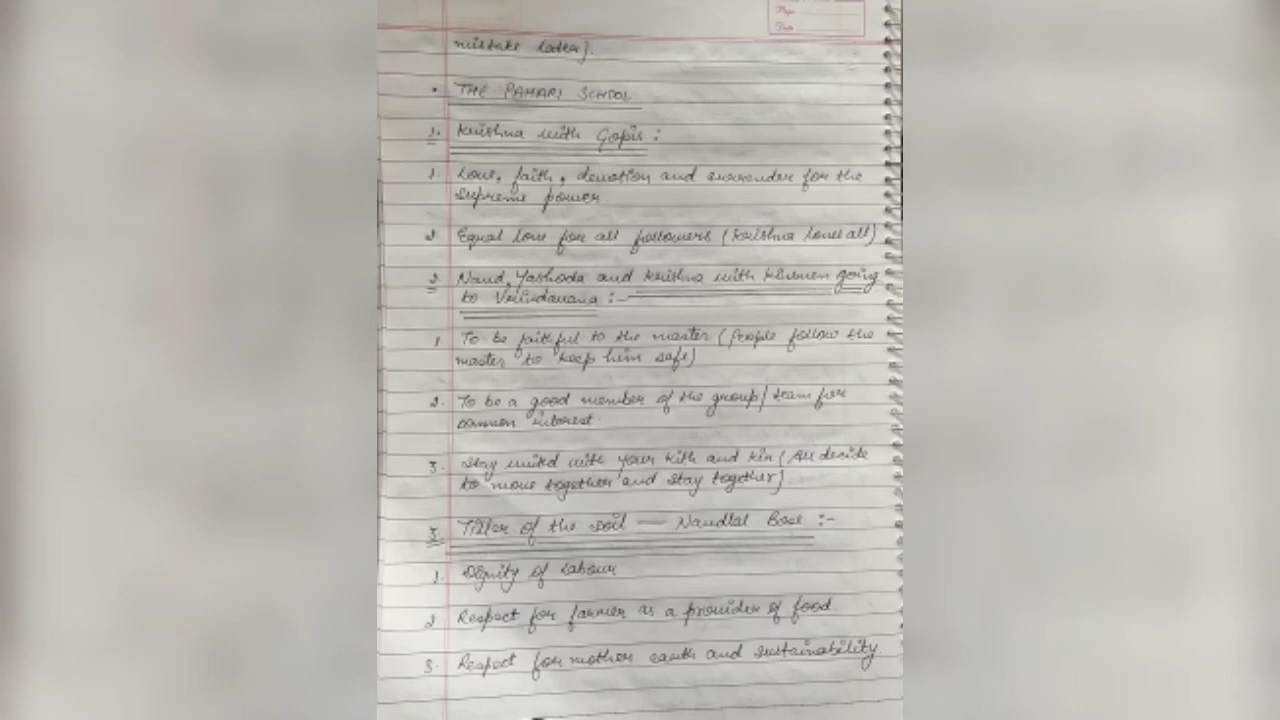 mistake later).
• THE PAHARI SCHOOL
1. Krishna with Gopis :
1. Love, faith, devotion and surrender for the
supreme power
2 Equal love for all followers (Krishna loves all)
2. Nand, Yashoda and Krishna with Kinsmen going
to Vrindavana :-
1 To be faithful to the master (People follow the
master to keep him safe)
2. To be a good member of the group/team for
common interest
3. Stay united with your kith and kin (All decide
to move together and stay together)
3. Tiller of the soil — Nandlal Bose :-
1. Dignity of labour
2 Respect for farmer as a provider of food
3. Respect for mother earth and sustainability